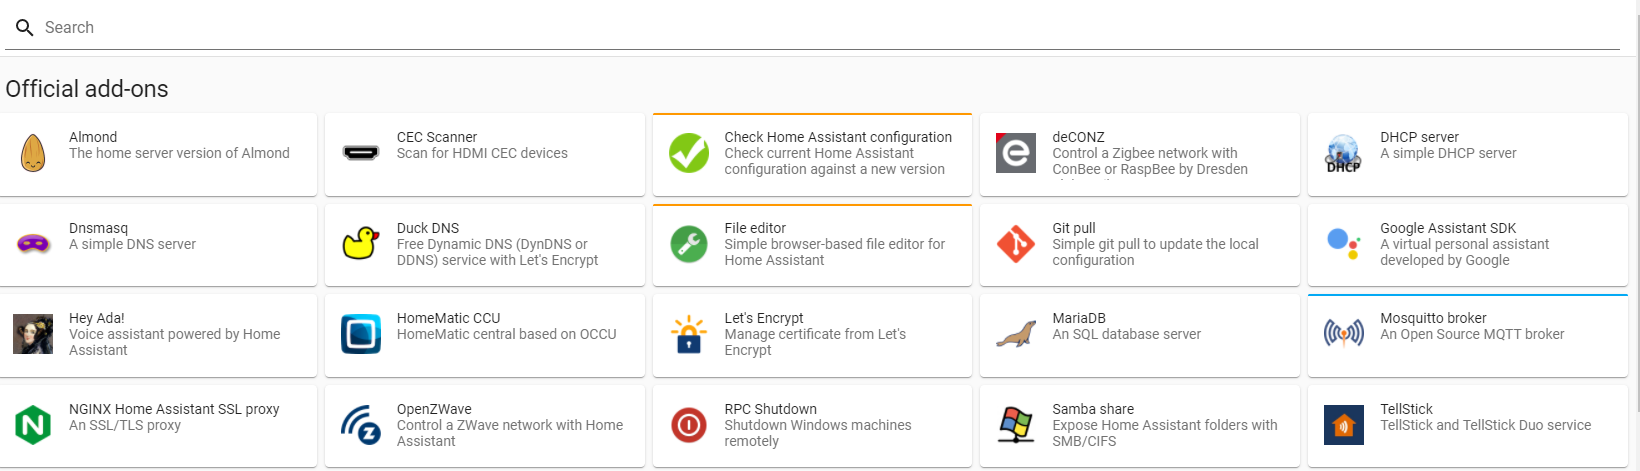 Search
Official add-ons
Almond
The home server version of Almond
CEC Scanner
Scan for HDMI CEC devices
Check Home Assistant configuration
Check current Home Assistant
configuration against a new version
deCONZ
Control a Zigbee network with
ConBee or RaspBee by Dresden
DHCP
DHCP server
A simple DHCP server
Dnsmasq
A simple DNS server
Duck DNS
Free Dynamic DNS (DynDNS or
DDNS) service with Let's Encrypt
File editor
Simple browser-based file editor for
Home Assistant
Git pull
Simple git pull to update the local
configuration
Google Assistant SDK
A virtual personal assistant
developed by Google
Hey Ada!
Voice assistant powered by Home
Assistant
HomeMatic CCU
HomeMatic central based on OCCU
Let's Encrypt
Manage certificate from Let's
Encrypt
MariaDB
An SQL database server
Mosquitto broker
An Open Source MQTT broker
NGINX Home Assistant SSL proxy
An SSL/TLS proxy
OpenZWave
Control a ZWave network with Home
Assistant
RPC Shutdown
Shutdown Windows machines
remotely
Samba share
Expose Home Assistant folders with
SMB/CIFS
TellStick
TellStick and TellStick Duo service